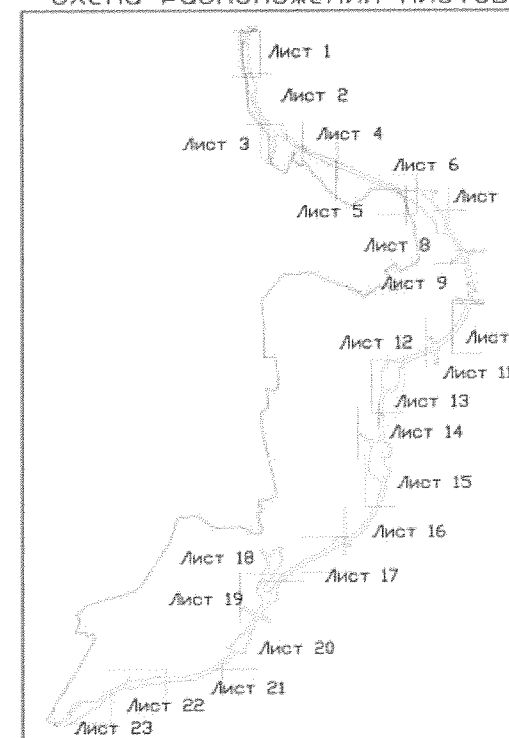 Лист 1
Лист 2
Лист 3
Лист 4
Лист 6
Лист
Лист 5
Лист 8
Лист 9
Лист 12
Лист
Лист 11
Лист 13
Лист 14
Лист 15
Лист 16
Лист 18
Лист 17
Лист 19
Лист 20
Лист 21
Лист 22
Лист 23